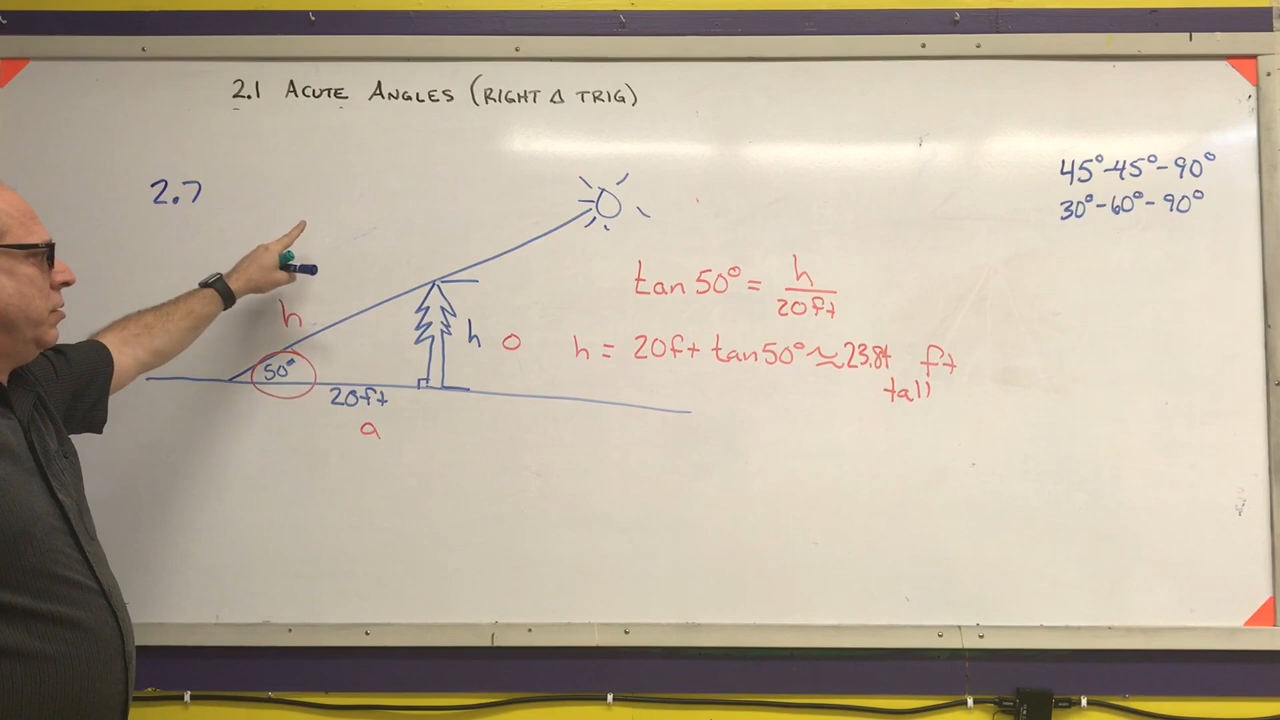 2.1 ACUTE ANGLES (RIGHT Δ TRIG)
45°-45°-90°
30°-60°-90°
2.7
tan 50° = h / 20ft
h
h
o
h = 20ft tan 50° ≈ 23.84 ft
tall
50°
20ft
a